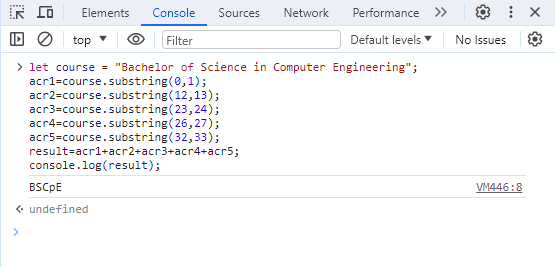 Elements Console Sources Network Performance »
top ▼ Filter Default levels ▼ No Issues
> let course = "Bachelor of Science in Computer Engineering";
acr1=course.substring(0,1);
acr2=course.substring(12,13);
acr3=course.substring(23,24);
acr4=course.substring(26,27);
acr5=course.substring(32,33);
result=acr1+acr2+acr3+acr4+acr5;
console.log(result);
BSCpE VM446:8
undefined
>